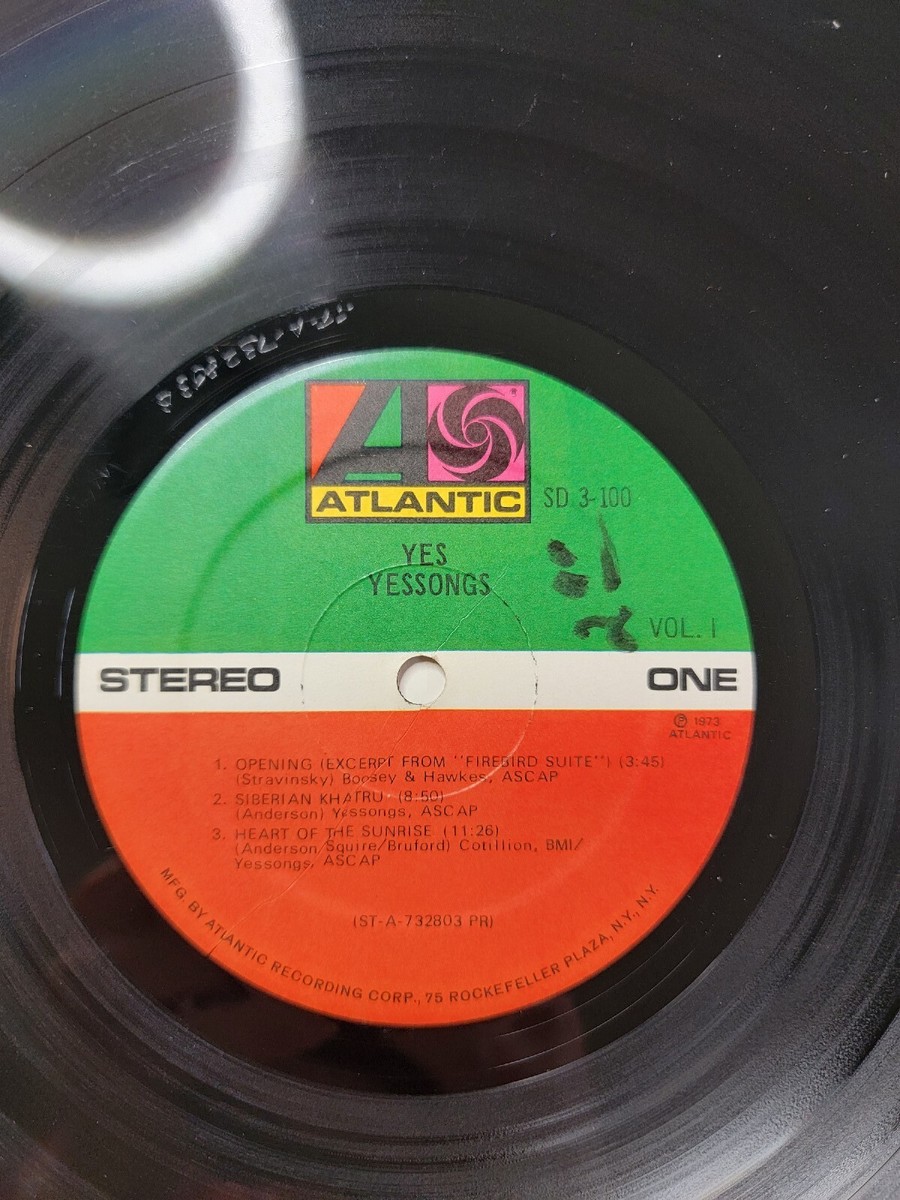 ST-A-732803
ATLANTIC
SD 3-100
YES
YESSONGS
VOL. I
STEREO
ONE
℗ 1973
ATLANTIC
1. OPENING (EXCERPT FROM "FIREBIRD SUITE") (3:45)
(Stravinsky) Boosey & Hawkes, ASCAP
2. SIBERIAN KHATRU (8:50)
(Anderson) Yessongs, ASCAP
3. HEART OF THE SUNRISE (11:26)
(Anderson/Squire/Bruford) Cotillion, BMI/
Yessongs, ASCAP
(ST-A-732803 PR)
MFG. BY ATLANTIC RECORDING CORP., 75 ROCKEFELLER PLAZA, N.Y., N.Y.